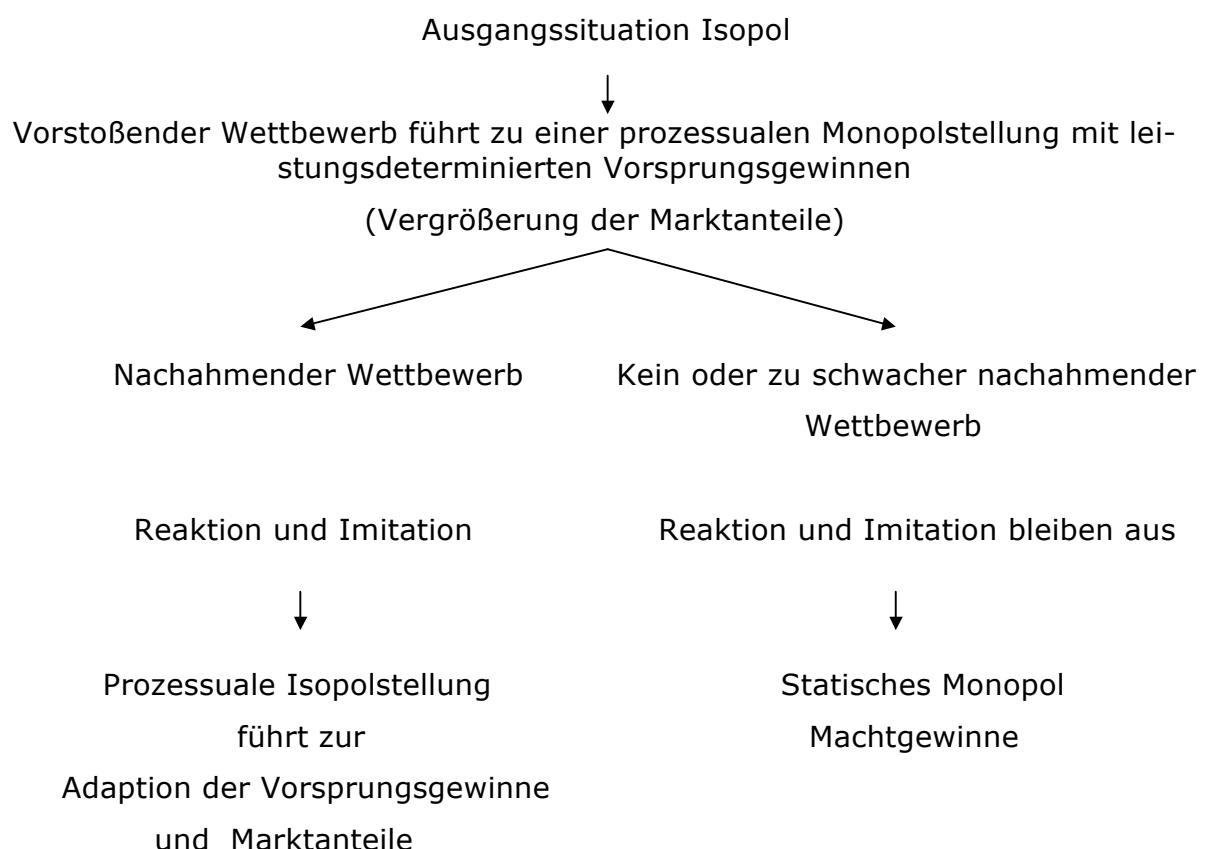 Ausgangssituation Isopol
Vorstoßender Wettbewerb führt zu einer prozessualen Monopolstellung mit lei-
stungsdeterminierten Vorsprungsgewinnen
(Vergrößerung der Marktanteile)
Nachahmender Wettbewerb
Kein oder zu schwacher nachahmender
Wettbewerb
Reaktion und Imitation
Reaktion und Imitation bleiben aus
Prozessuale Isopolstellung
führt zur
Adaption der Vorsprungsgewinne
und Marktanteile
Statisches Monopol
Machtgewinne